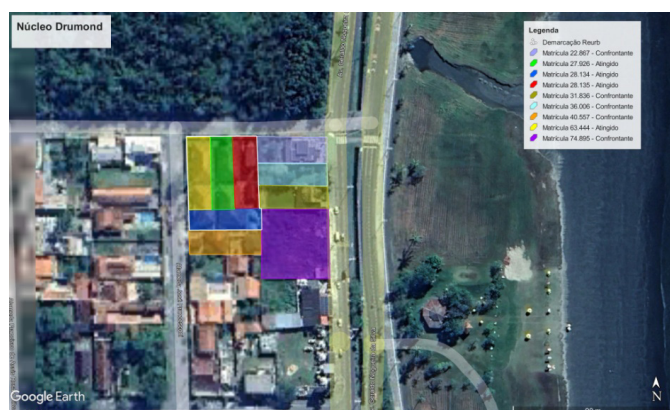 Núcleo Drumond
Legenda
Demarcação Reurb
Matrícula 22.867 - Confrontante
Matrícula 27.926 - Atingido
Matrícula 28.134 - Atingido
Matrícula 28.135 - Atingido
Matrícula 31.636 - Confrontante
Matrícula 36.006 - Confrontante
Matrícula 40.557 - Confrontante
Matrícula 63.444 - Atingido
Matrícula 74.895 - Confrontante
Google Earth
N